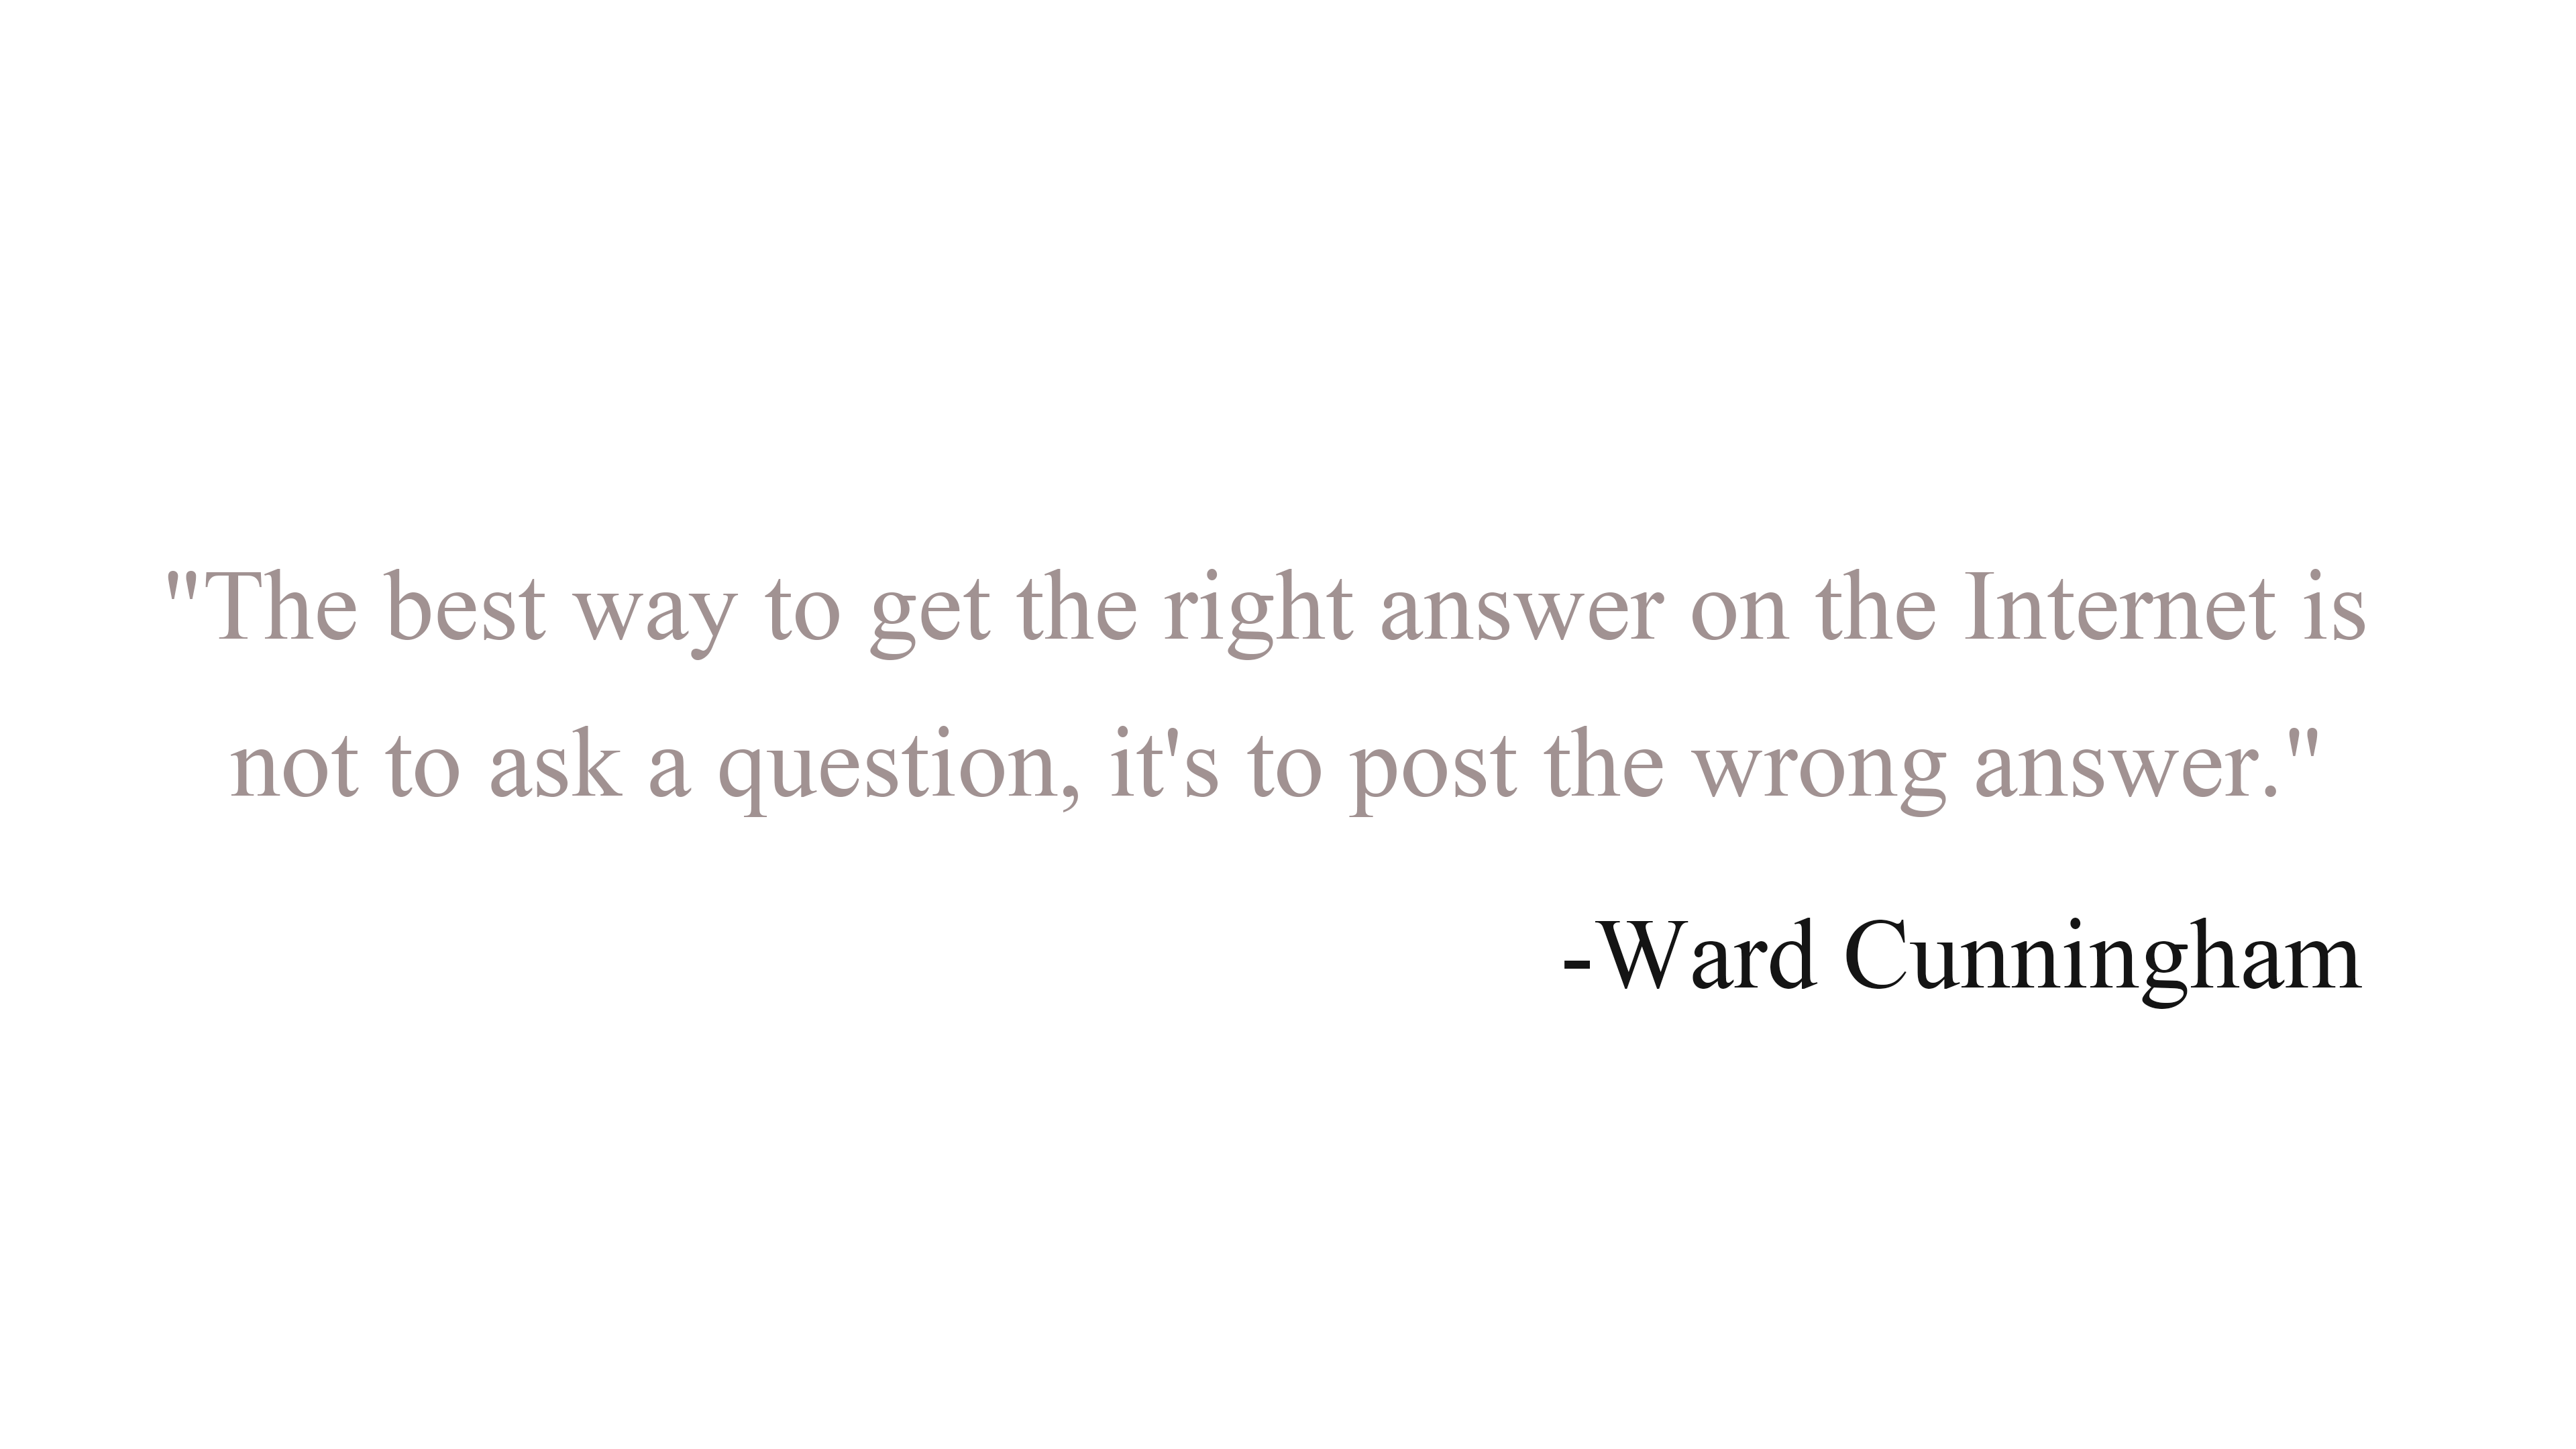 "The best way to get the right answer on the Internet is
not to ask a question, it's to post the wrong answer."
-Ward Cunningham